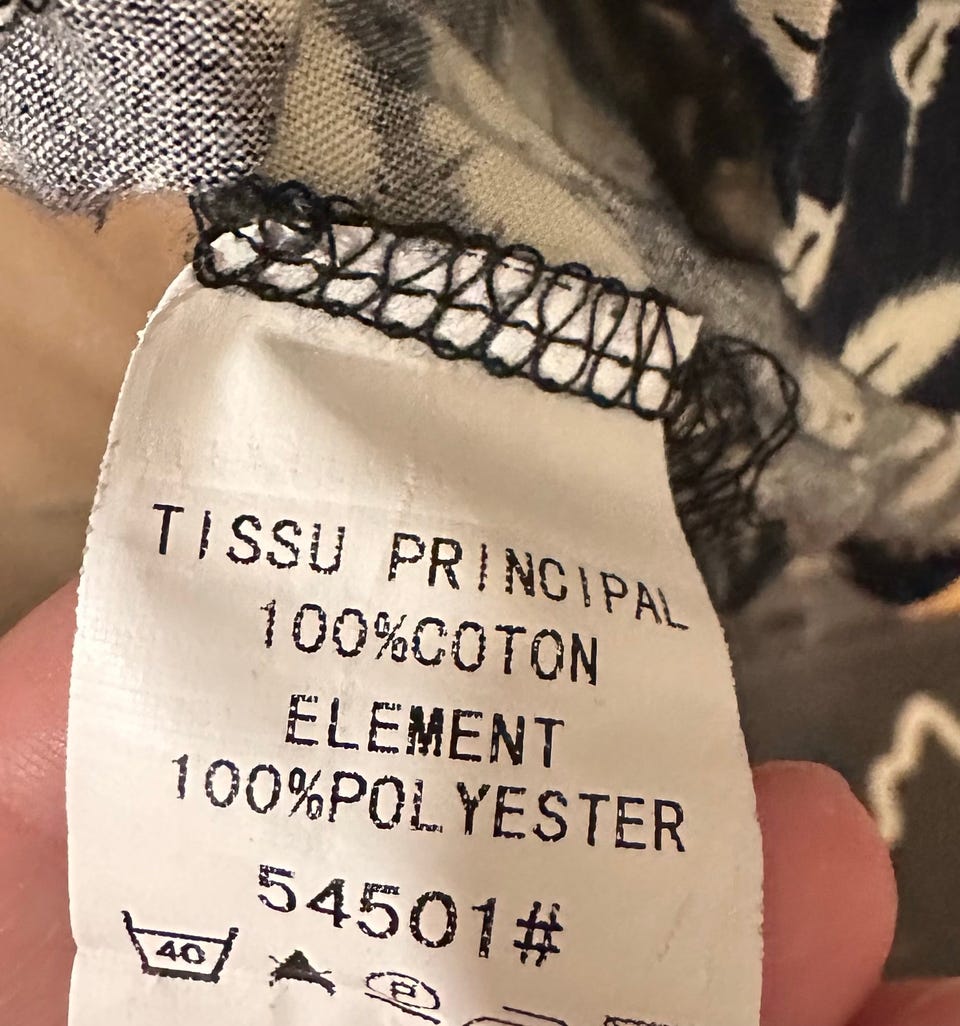 TISSU PRINCIPAL
100%COTON
ELEMENT
100%POLYESTER
54501#
40 P